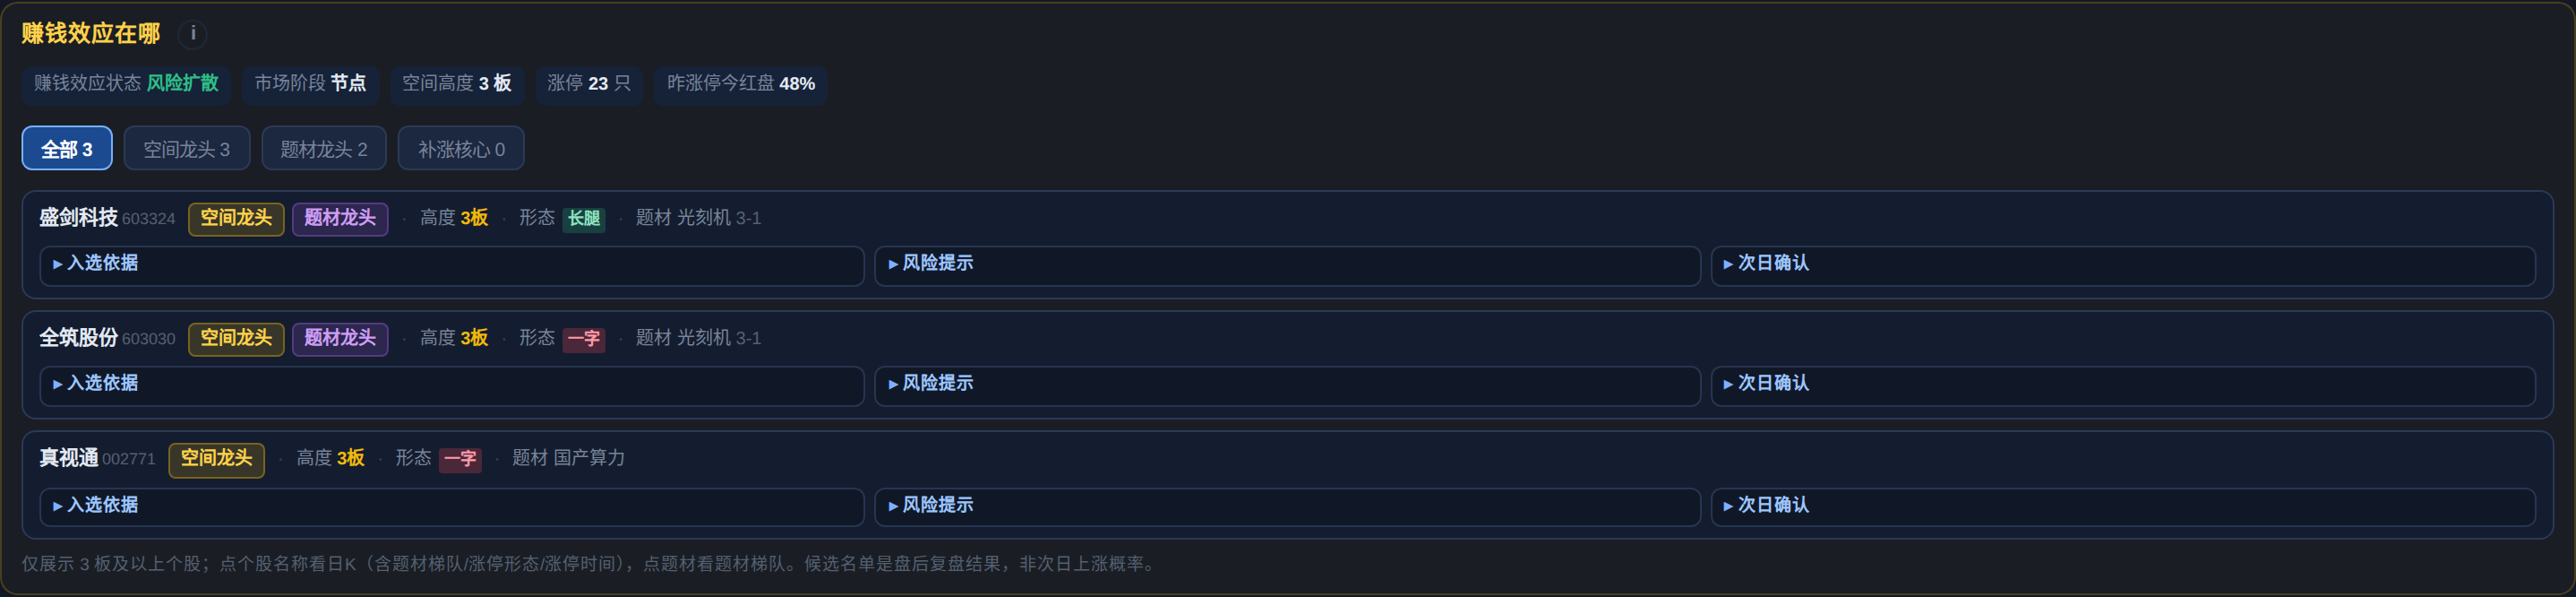 赚钱效应在哪 i
赚钱效应状态 风险扩散 市场阶段 节点 空间高度 3 板 涨停 23 只 昨涨停今红盘 48%
全部 3 空间龙头 3 题材龙头 2 补涨核心 0
盛剑科技 603324 空间龙头 题材龙头 · 高度 3板 · 形态 长腿 · 题材 光刻机 3-1
▸ 入选依据 ▸ 风险提示 ▸ 次日确认
全筑股份 603030 空间龙头 题材龙头 · 高度 3板 · 形态 一字 · 题材 光刻机 3-1
▸ 入选依据 ▸ 风险提示 ▸ 次日确认
真视通 002771 空间龙头 · 高度 3板 · 形态 一字 · 题材 国产算力
▸ 入选依据 ▸ 风险提示 ▸ 次日确认
仅展示 3 板及以上个股；点个股名称看日K（含题材梯队/涨停形态/涨停时间），点题材看题材梯队。候选名单是盘后复盘结果，非次日上涨概率。